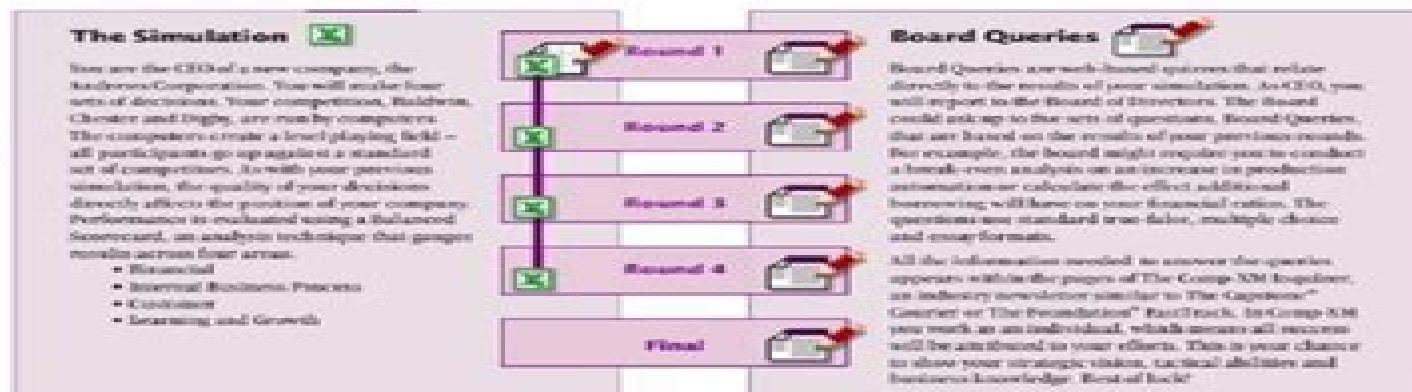 The Simulation
You are the CEO of a new company, the
Andrews Corporation. You will make four
sets of decisions. Your competitors, Baldwin,
Chester and Digby, are run by computers.
The computers create a level playing field –
all participants go up against a standard
set of competitors. As with your previous
simulation, the quality of your decisions
directly affects the position of your company.
Performance is evaluated using a Balanced
Scorecard, an analysis technique that gauges
results across four areas.
• Financial
• Internal Business Process
• Customer
• Learning and Growth
Round 1
Round 2
Round 3
Round 4
Final
Board Queries
Board Queries are web-based quizzes that relate
directly to the results of your simulation. As CEO, you
will report to the Board of Directors. The Board
could ask up to five sets of questions, Board Queries,
that are based on the results of your previous rounds.
For example, the board might require you to conduct
a break-even analysis on an increase in production
automation or calculate the effect additional
borrowing will have on your financial ratios. The
questions use standard true-false, multiple choice
and essay formats.
All the information needed to answer the queries
appears within the pages of The Comp-XM Inquirer,
an industry newsletter similar to The Capstone®
Courier or The Foundation® FastTrack. In Comp-XM
you work as an individual, which means all success
will be attributed to your efforts. This is your chance
to show your strategic vision, tactical abilities and
business knowledge. Best of luck!